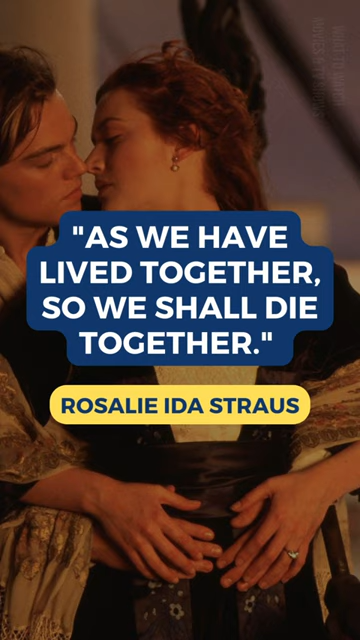 "AS WE HAVE
LIVED TOGETHER,
SO WE SHALL DIE
TOGETHER."
ROSALIE IDA STRAUS